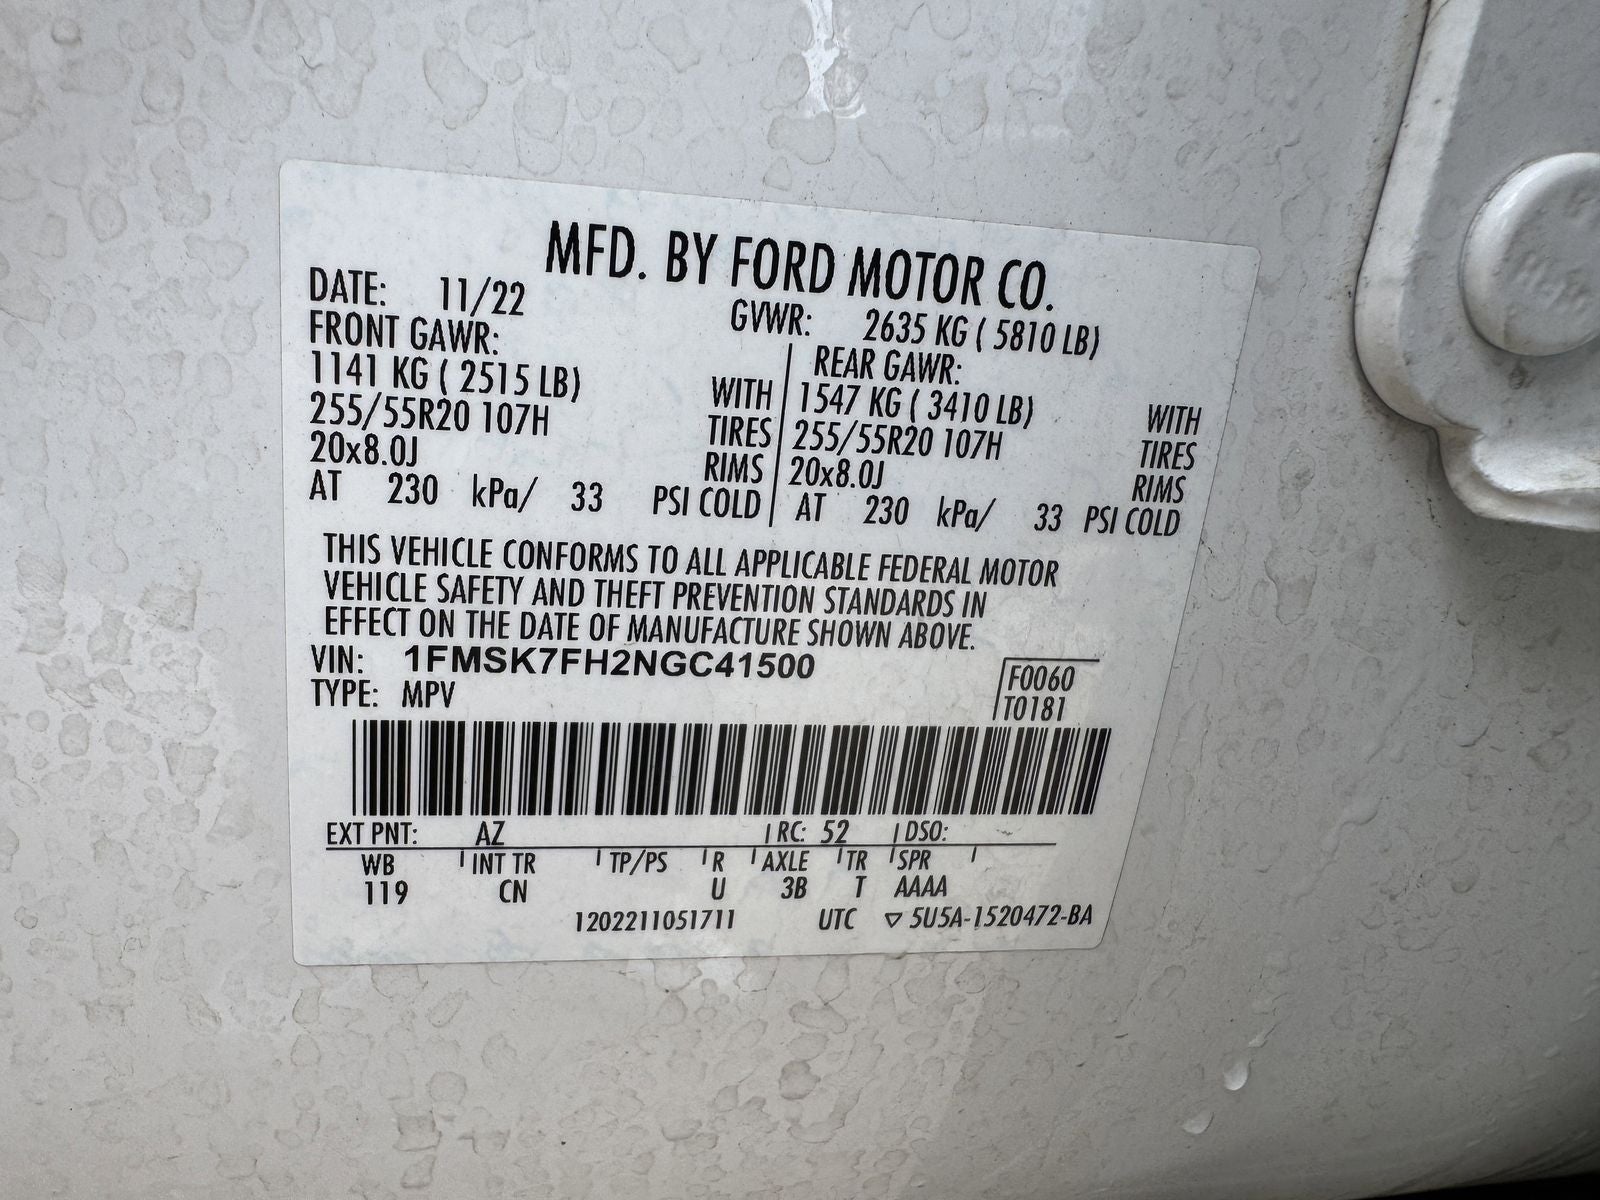 MFD. BY FORD MOTOR CO.
DATE: 11/22 GVWR: 2635 KG ( 5810 LB)
FRONT GAWR: REAR GAWR:
1141 KG ( 2515 LB) WITH 1547 KG ( 3410 LB) WITH
255/55R20 107H TIRES 255/55R20 107H TIRES
20x8.0J RIMS 20x8.0J RIMS
AT 230 kPa/ 33 PSI COLD AT 230 kPa/ 33 PSI COLD
THIS VEHICLE CONFORMS TO ALL APPLICABLE FEDERAL MOTOR
VEHICLE SAFETY AND THEFT PREVENTION STANDARDS IN
EFFECT ON THE DATE OF MANUFACTURE SHOWN ABOVE.
VIN: 1FMSK7FH2NGC41500
TYPE: MPV F0060
T0181
EXT PNT: AZ RC: 52 DSO:
WB INT TR TP/PS R AXLE TR SPR
119 CN U 3B T AAAA
1202211051711 UTC ▽ 5U5A-1520472-BA